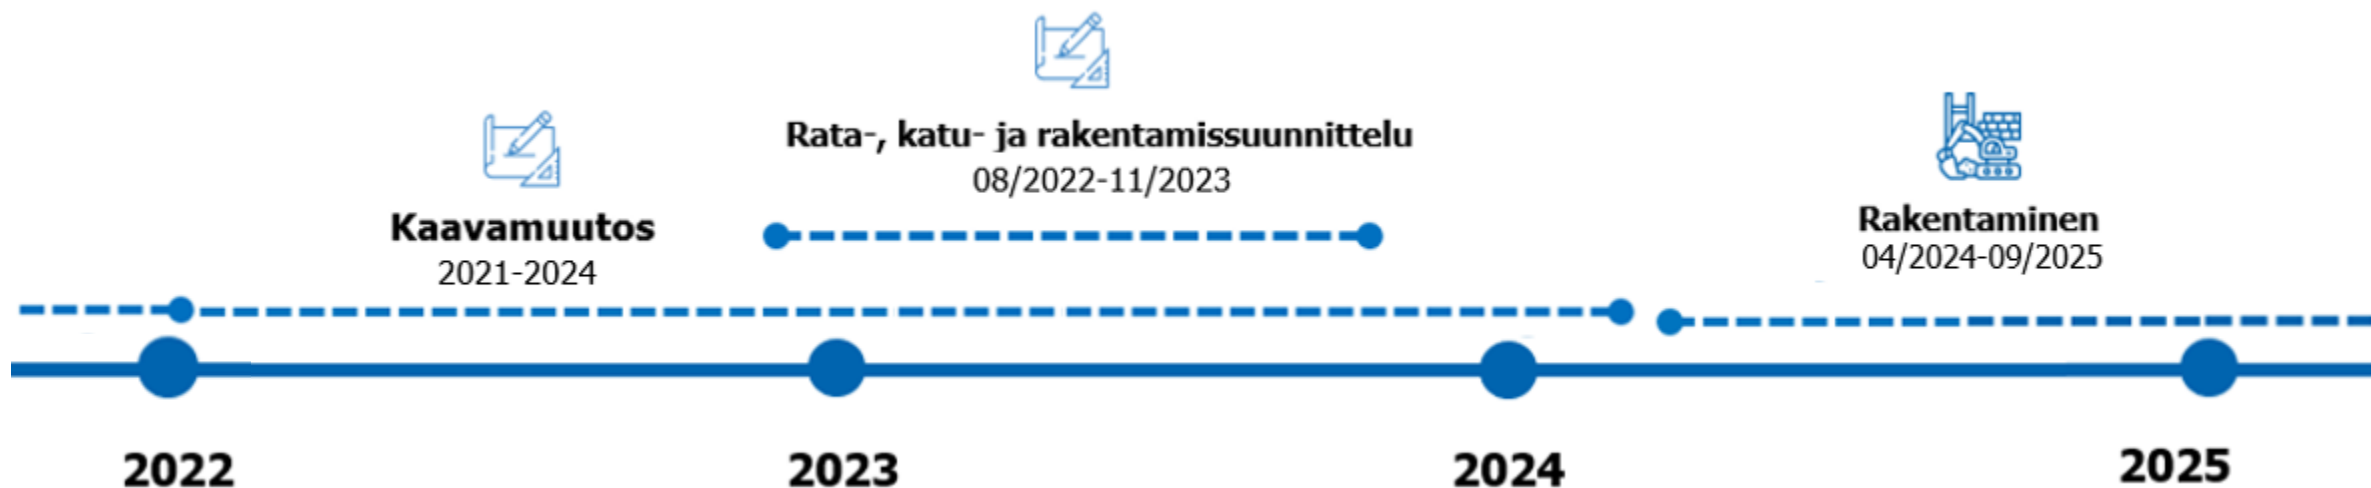 Kaavamuutos
2021-2024
Rata-, katu- ja rakentamissuunnittelu
08/2022-11/2023
Rakentaminen
04/2024-09/2025
2022
2023
2024
2025